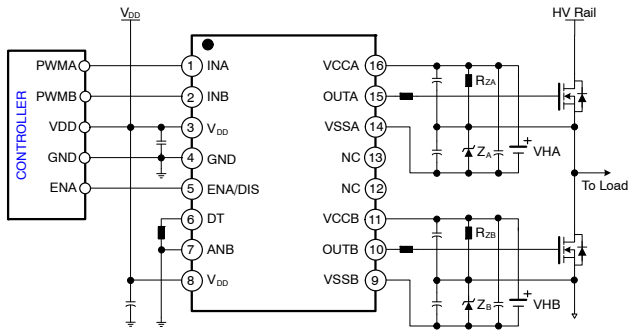 VDD
HV Rail
CONTROLLER
PWMA
PWMB
VDD
GND
ENA
1 INA
2 INB
3 VDD
4 GND
5 ENA/DIS
6 DT
7 ANB
8 VDD
VCCA 16
OUTA 15
VSSA 14
NC 13
NC 12
VCCB 11
OUTB 10
VSSB 9
RZA
ZA
+
VHA
To Load
RZB
ZB
+
VHB